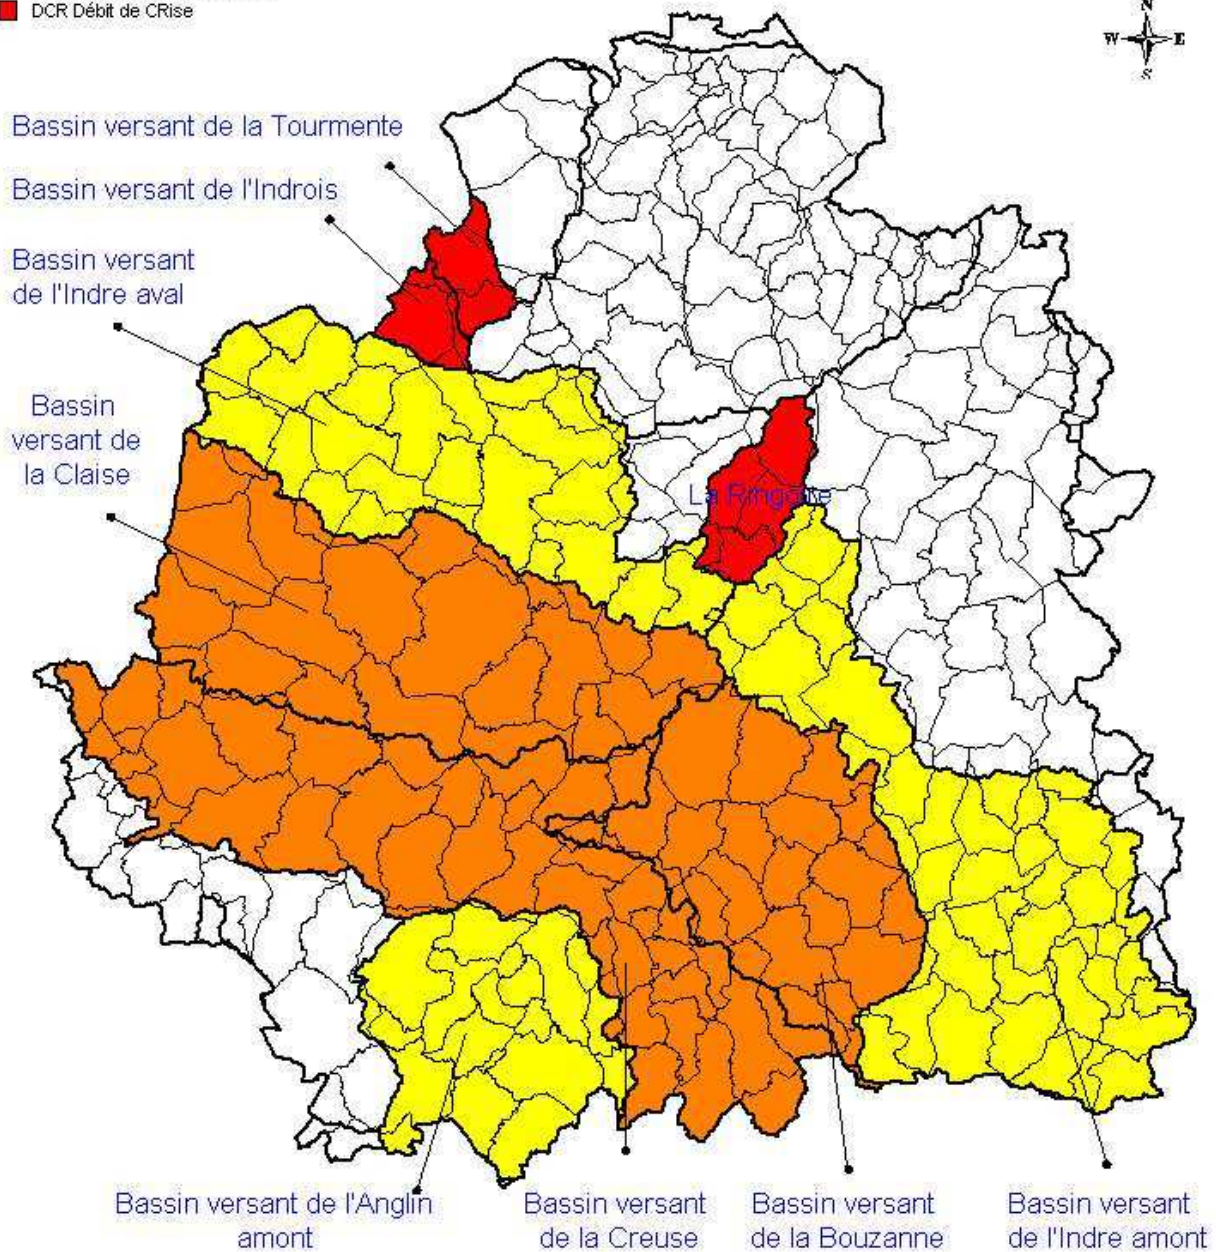 DCR Débit de CRise
N
W E
S
Bassin versant de la Tourmente
Bassin versant de l'Indrois
Bassin versant
de l'Indre aval
Bassin
versant de
la Claise
La Ringoire
Bassin versant de l'Anglin
amont
Bassin versant
de la Creuse
Bassin versant
de la Bouzanne
Bassin versant
de l'Indre amont